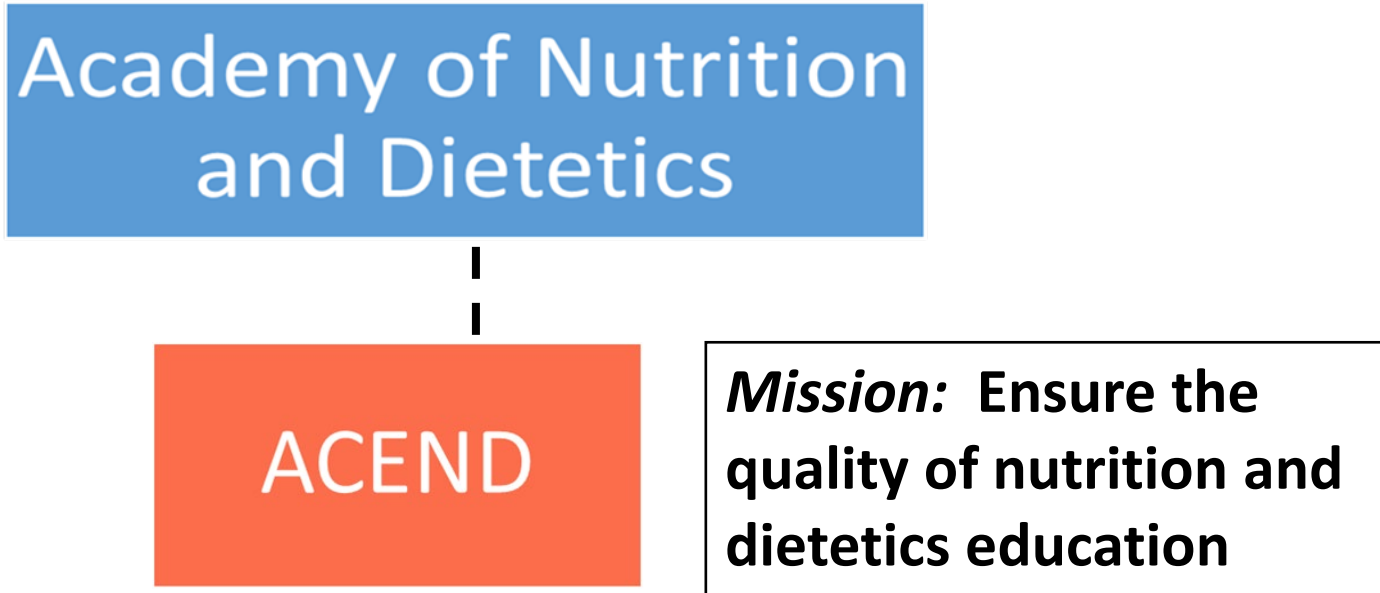 Academy of Nutrition
and Dietetics
ACEND
Mission: Ensure the
quality of nutrition and
dietetics education